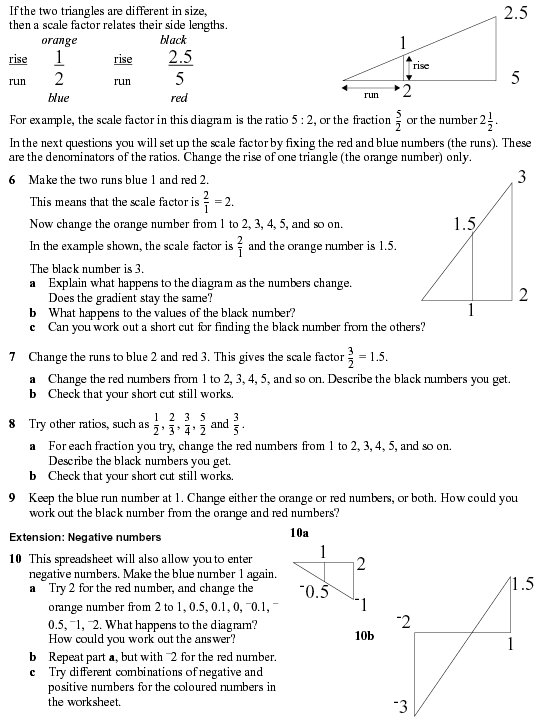 If the two triangles are different in size,
then a scale factor relates their side lengths.
orange black
rise 1 rise 2.5
run 2 run 5
blue red
2.5
1
rise
5
run 2
For example, the scale factor in this diagram is the ratio 5 : 2, or the fraction 5/2 or the number 2 1/2.
In the next questions you will set up the scale factor by fixing the red and blue numbers (the runs). These
are the denominators of the ratios. Change the rise of one triangle (the orange number) only.
6 Make the two runs blue 1 and red 2.
This means that the scale factor is 2/1 = 2.
Now change the orange number from 1 to 2, 3, 4, 5, and so on.
In the example shown, the scale factor is 2/1 and the orange number is 1.5.
The black number is 3.
a Explain what happens to the diagram as the numbers change.
Does the gradient stay the same?
b What happens to the values of the black number?
c Can you work out a short cut for finding the black number from the others?
3
1.5
2
1
7 Change the runs to blue 2 and red 3. This gives the scale factor 3/2 = 1.5.
a Change the red numbers from 1 to 2, 3, 4, 5, and so on. Describe the black numbers you get.
b Check that your short cut still works.
8 Try other ratios, such as 1/2, 2/3, 3/4, 5/2 and 3/5.
a For each fraction you try, change the red numbers from 1 to 2, 3, 4, 5, and so on.
Describe the black numbers you get.
b Check that your short cut still works.
9 Keep the blue run number at 1. Change either the orange or red numbers, or both. How could you
work out the black number from the orange and red numbers?
Extension: Negative numbers
10 This spreadsheet will also allow you to enter
negative numbers. Make the blue number 1 again.
a Try 2 for the red number, and change the
orange number from 2 to 1, 0.5, 0.1, 0, ⁻0.1, ⁻
0.5, ⁻1, ⁻2. What happens to the diagram?
How could you work out the answer?
b Repeat part a, but with ⁻2 for the red number.
c Try different combinations of negative and
positive numbers for the coloured numbers in
the worksheet.
10a
1
2
⁻0.5
⁻1
10b
1.5
⁻2
1
⁻3